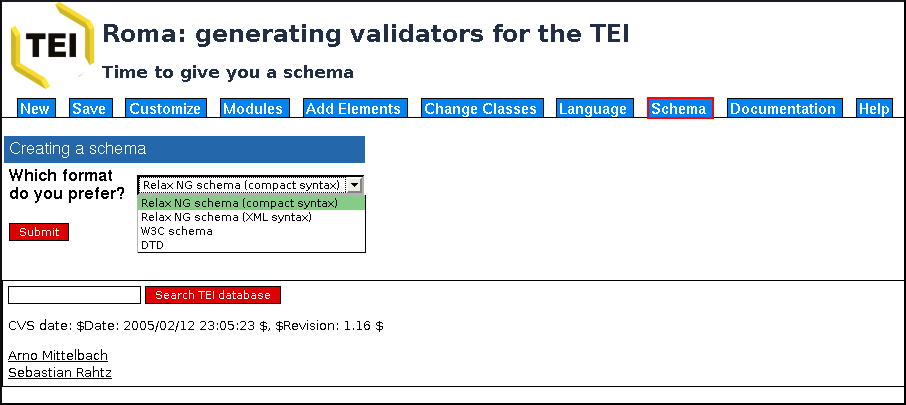 TEI
Roma: generating validators for the TEI
Time to give you a schema
New Save Customize Modules Add Elements Change Classes Language Schema Documentation Help
Creating a schema
Which format
do you prefer?
Relax NG schema (compact syntax)
Relax NG schema (compact syntax)
Relax NG schema (XML syntax)
W3C schema
DTD
Submit
Search TEI database
CVS date: $Date: 2005/02/12 23:05:23 $, $Revision: 1.16 $
Arno Mittelbach
Sebastian Rahtz